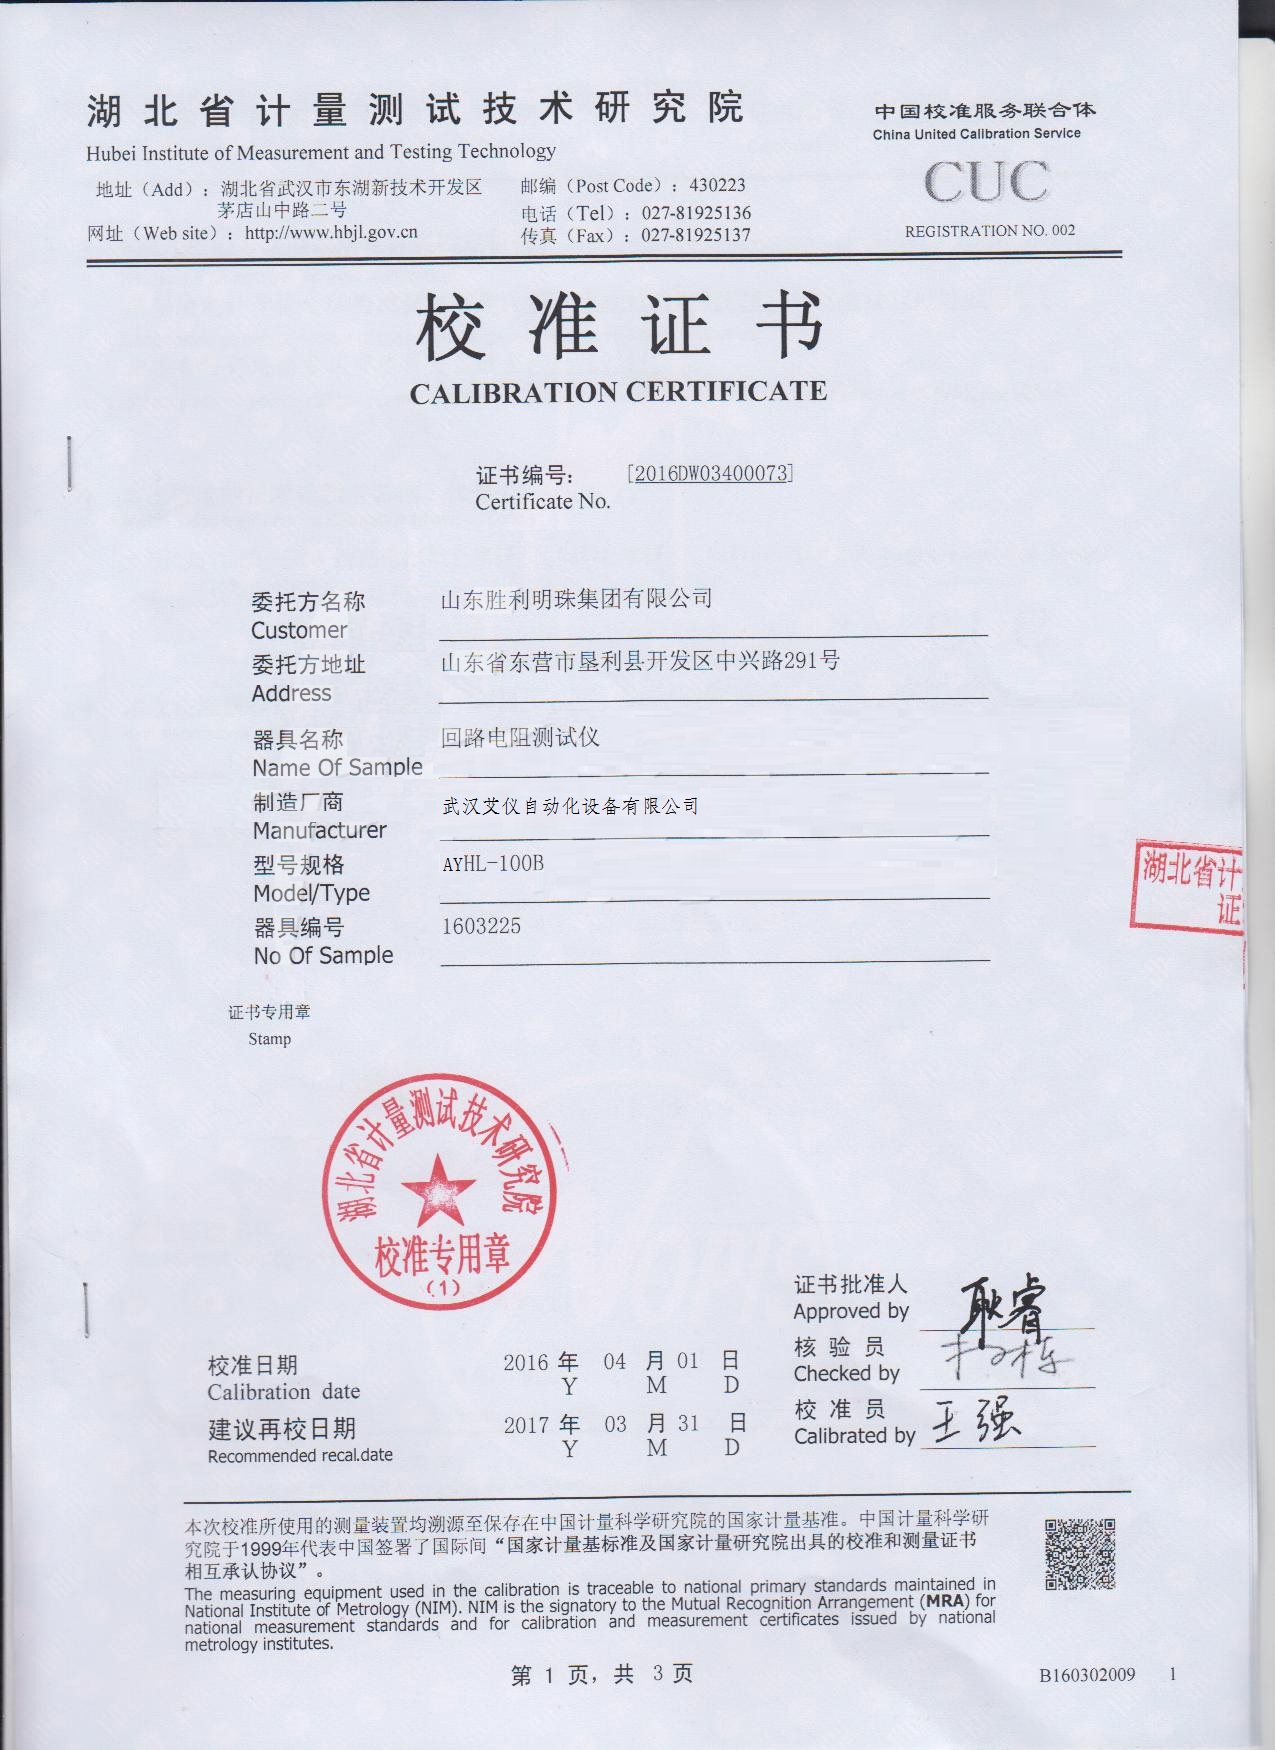 湖北省计量测试技术研究院
Hubei Institute of Measurement and Testing Technology
地址（Add）：湖北省武汉市东湖新技术开发区
茅店山中路二号
网址（Web site）：http://www.hbjl.gov.cn
邮编（Post Code）：430223
电话（Tel）：027-81925136
传真（Fax）：027-81925137
中国校准服务联合体
China United Calibration Service
CUC
REGISTRATION NO. 002
校准证书
CALIBRATION CERTIFICATE
证书编号： [2016DW03400073]
Certificate No.
委托方名称 山东胜利明珠集团有限公司
Customer
委托方地址 山东省东营市垦利县开发区中兴路291号
Address
器具名称 回路电阻测试仪
Name Of Sample
制造厂商 武汉艾仪自动化设备有限公司
Manufacturer
型号规格 AYHL-100B
Model/Type
器具编号 1603225
No Of Sample
湖北省计
证
证书专用章
Stamp
湖北省计量测试技术研究院
校准专用章
(1)
证书批准人 耿睿
Approved by
核验员
Checked by
校准员 王强
Calibrated by
校准日期 2016 年 04 月 01 日
Calibration date Y M D
建议再校日期 2017 年 03 月 31 日
Recommended recal.date Y M D
本次校准所使用的测量装置均溯源至保存在中国计量科学研究院的国家计量基准。中国计量科学研
究院于1999年代表中国签署了国际间“国家计量基标准及国家计量研究院出具的校准和测量证书
相互承认协议”。
The measuring equipment used in the calibration is traceable to national primary standards maintained in
National Institute of Metrology (NIM). NIM is the signatory to the Mutual Recognition Arrangement (MRA) for
national measurement standards and for calibration and measurement certificates issued by national
metrology institutes.
第 1 页，共 3 页
B160302009 1